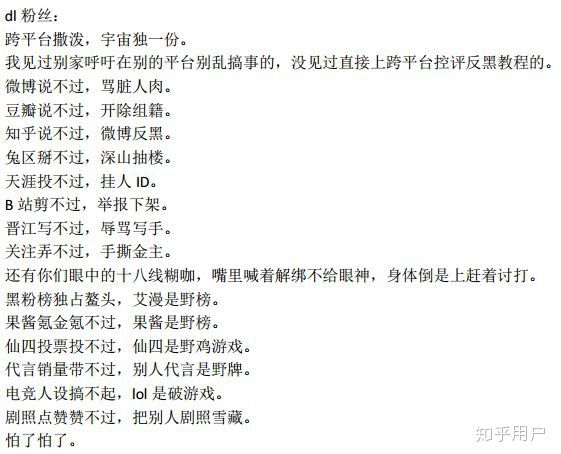 dl 粉丝：
跨平台撒泼，宇宙独一份。
我见过别家呼吁在别的平台别乱搞事的，没见过直接上跨平台控评反黑教程的。
微博说不过，骂脏人肉。
豆瓣说不过，开除组籍。
知乎说不过，微博反黑。
兔区掰不过，深山抽楼。
天涯投不过，挂人 ID。
B 站剪不过，举报下架。
晋江写不过，辱骂写手。
关注弄不过，手撕金主。
还有你们眼中的十八线糊咖，嘴里喊着解绑不给眼神，身体倒是上赶着讨打。
黑粉榜独占鳌头，艾漫是野榜。
果酱氪金氪不过，果酱是野榜。
仙四投票投不过，仙四是野鸡游戏。
代言销量带不过，别人代言是野牌。
电竞人设搞不起，lol 是破游戏。
剧照点赞赞不过，把别人剧照雪藏。
怕了怕了。
知乎用户